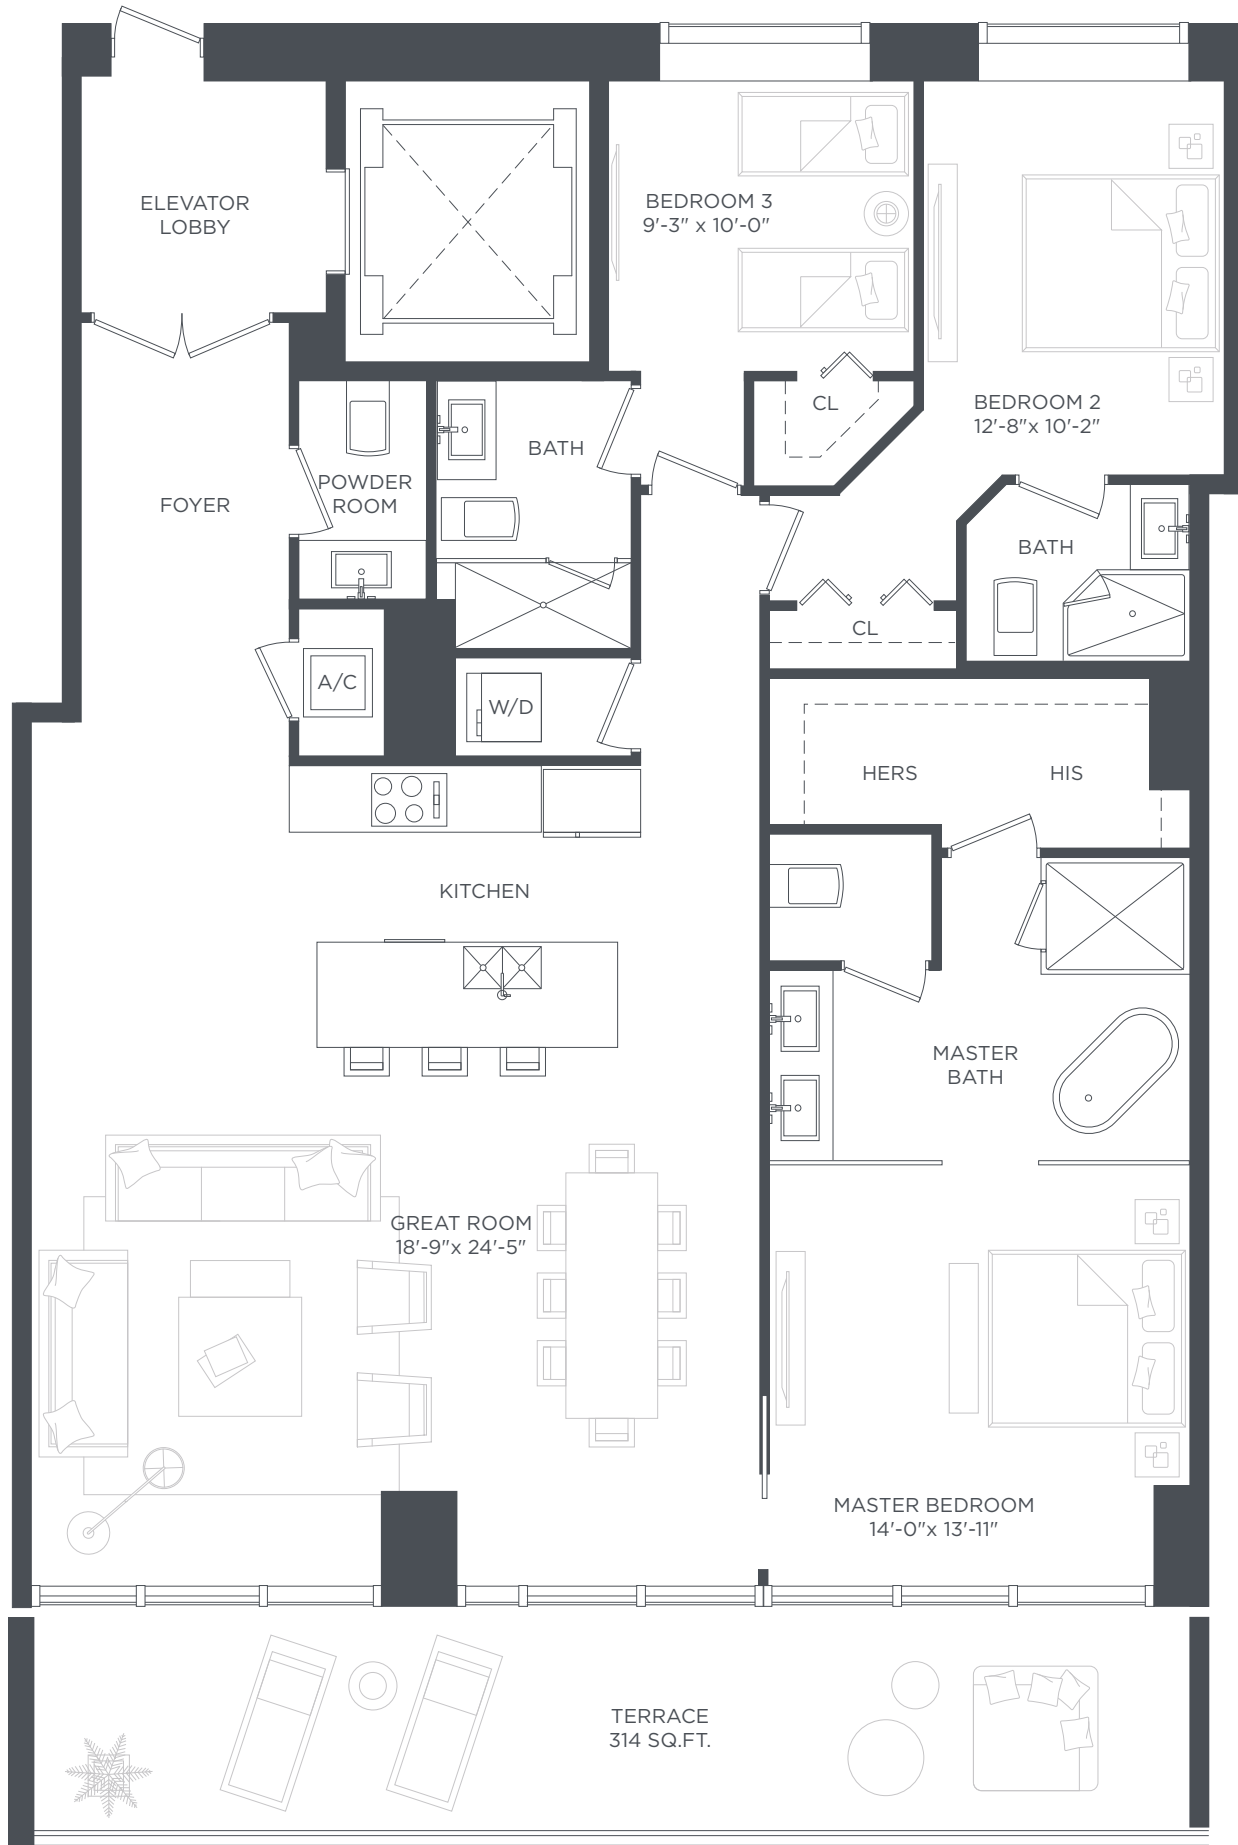 ELEVATOR
LOBBY
BEDROOM 3
9'-3" x 10'-0"
CL
BEDROOM 2
12'-8"x 10'-2"
FOYER
POWDER
ROOM
BATH
BATH
CL
A/C
W/D
HERS
HIS
KITCHEN
MASTER
BATH
GREAT ROOM
18'-9"x 24'-5"
MASTER BEDROOM
14'-0"x 13'-11"
TERRACE
314 SQ.FT.